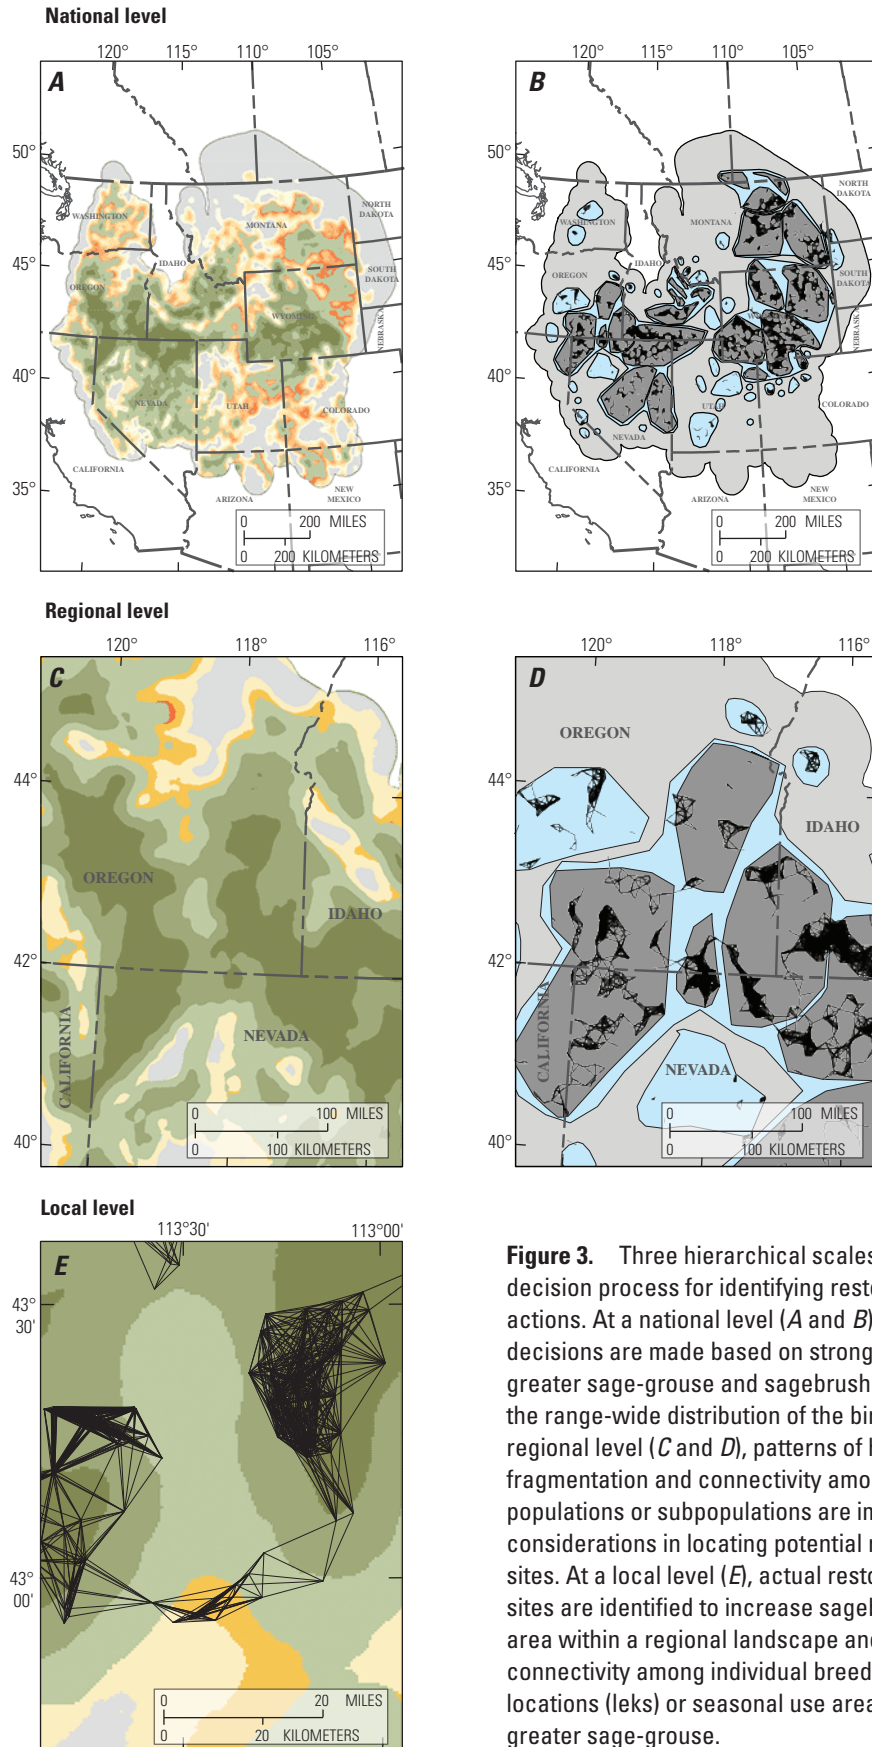 National level
120° 115° 110° 105°
A
50°
45°
40°
35°
WASHINGTON
MONTANA
NORTH
DAKOTA
IDAHO
OREGON
SOUTH
DAKOTA
WYOMING
NEBRASKA
NEVADA
UTAH
COLORADO
CALIFORNIA
ARIZONA
NEW
MEXICO
0 200 MILES
0 200 KILOMETERS
120° 115° 110° 105°
B
50°
45°
40°
35°
WASHINGTON
MONTANA
NORTH
DAKOTA
IDAHO
OREGON
SOUTH
DAKOTA
NEBRASKA
UTAH
COLORADO
NEVADA
CALIFORNIA
ARIZONA
NEW
MEXICO
0 200 MILES
0 200 KILOMETERS
Regional level
120° 118° 116°
C
44°
42°
40°
OREGON
IDAHO
CALIFORNIA
NEVADA
0 100 MILES
0 100 KILOMETERS
120° 118° 116°
D
44°
42°
40°
OREGON
IDAHO
CALIFORNIA
NEVADA
0 100 MILES
0 100 KILOMETERS
Local level
113°30' 113°00'
E
43°
30'
43°
00'
0 20 MILES
0 20 KILOMETERS
Figure 3. Three hierarchical scales
decision process for identifying resto
actions. At a national level (A and B)
decisions are made based on strong
greater sage-grouse and sagebrush
the range-wide distribution of the bir
regional level (C and D), patterns of h
fragmentation and connectivity amo
populations or subpopulations are im
considerations in locating potential r
sites. At a local level (E), actual resto
sites are identified to increase sagel
area within a regional landscape and
connectivity among individual breed
locations (leks) or seasonal use area
greater sage-grouse.